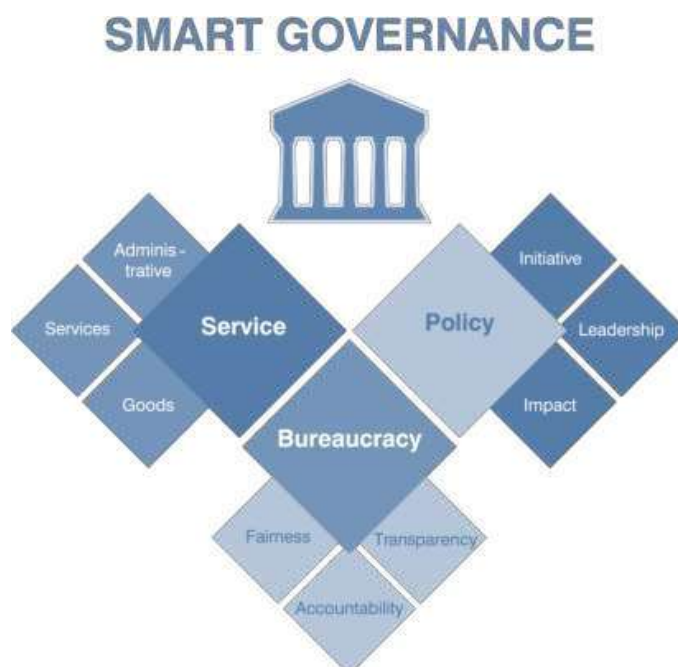 SMART GOVERNANCE
Adminis-
trative
Services
Goods
Service
Policy
Initiative
Leadership
Impact
Bureaucracy
Fairness
Transparency
Accountability